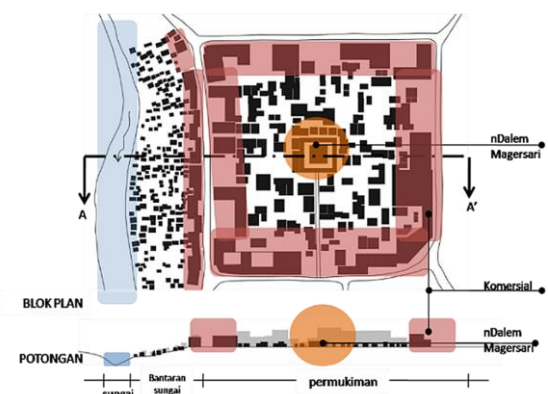 nDalem
Magersari
A
A'
Komersial
BLOK PLAN
nDalem
Magersari
POTONGAN
sungai
Bantaran
sungai
permukiman